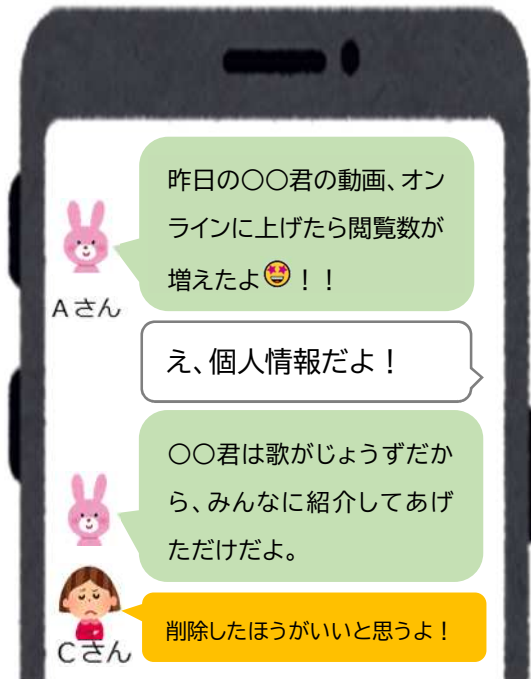 昨日の〇〇君の動画、オン
ラインに上げたら閲覧数が
増えたよ🤩！！
Aさん
え、個人情報だよ！
〇〇君は歌がじょうずだか
ら、みんなに紹介してあげ
ただけだよ。
削除したほうがいいと思うよ！
Cさん